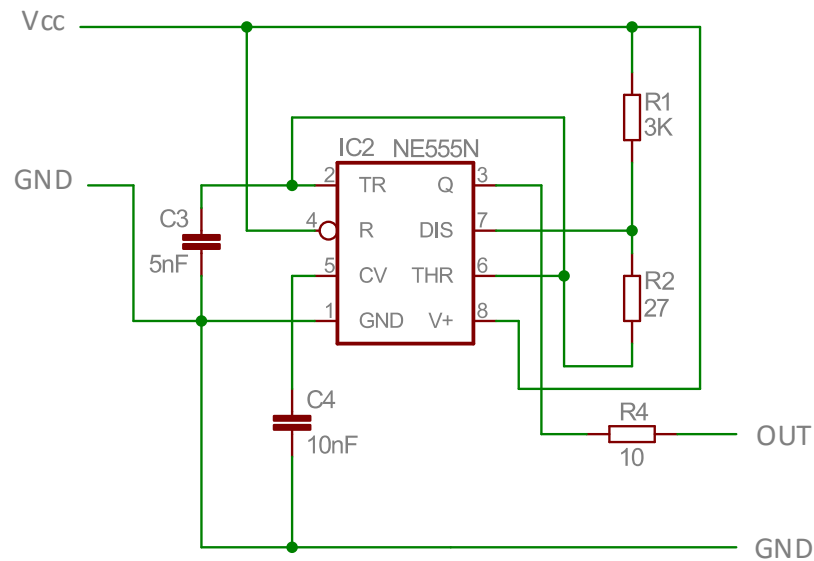 Vcc
R1
3K
IC2 NE555N
GND
2 TR Q 3
C3
4 R DIS 7
5nF
5 CV THR 6
R2
27
1 GND V+ 8
C4
10nF
R4
10
OUT
GND